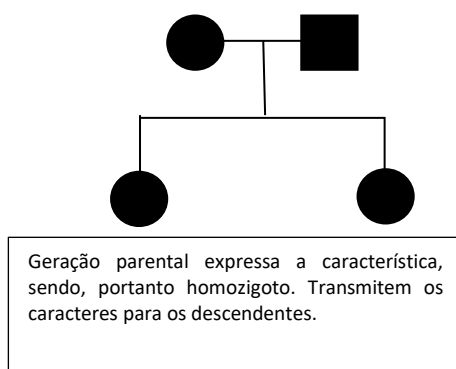 Geração parental expressa a característica,
sendo, portanto homozigoto. Transmitem os
caracteres para os descendentes.